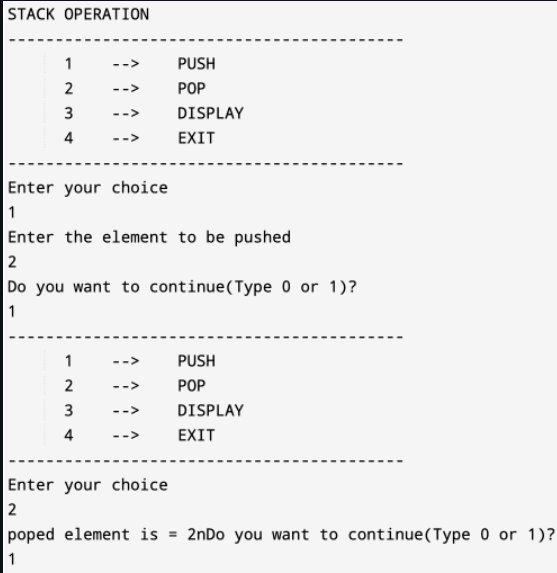 STACK OPERATION
------------------------------------------
1 --> PUSH
2 --> POP
3 --> DISPLAY
4 --> EXIT
------------------------------------------
Enter your choice
1
Enter the element to be pushed
2
Do you want to continue(Type 0 or 1)?
1
------------------------------------------
1 --> PUSH
2 --> POP
3 --> DISPLAY
4 --> EXIT
------------------------------------------
Enter your choice
2
poped element is = 2nDo you want to continue(Type 0 or 1)?
1